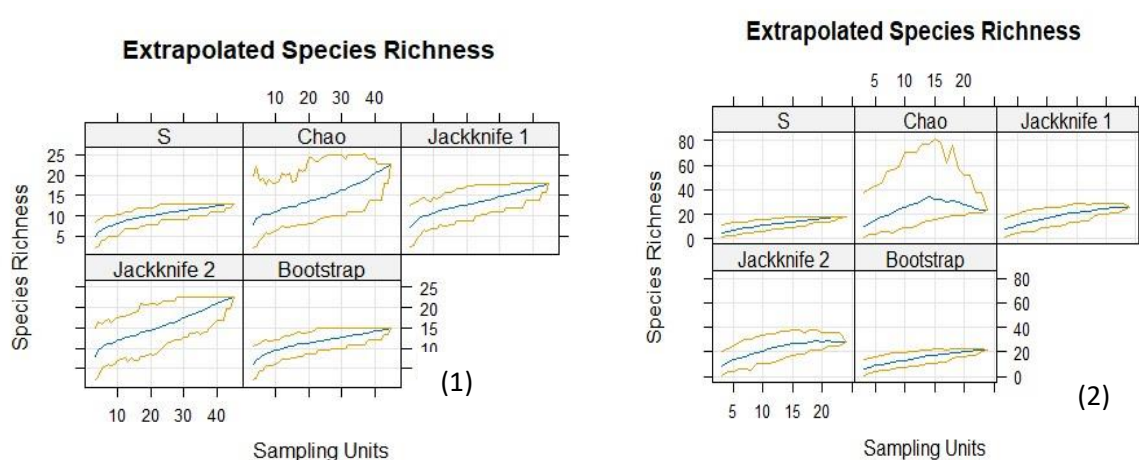 Extrapolated Species Richness
10 20 30 40
S Chao Jackknife 1
25
20
15
10
5
Species Richness
Jackknife 2 Bootstrap
25
20
15
10
10 20 30 40
Sampling Units
(1)
Extrapolated Species Richness
5 10 15 20
S Chao Jackknife 1
80
60
40
20
0
Species Richness
Jackknife 2 Bootstrap
80
60
40
20
0
5 10 15 20
Sampling Units
(2)